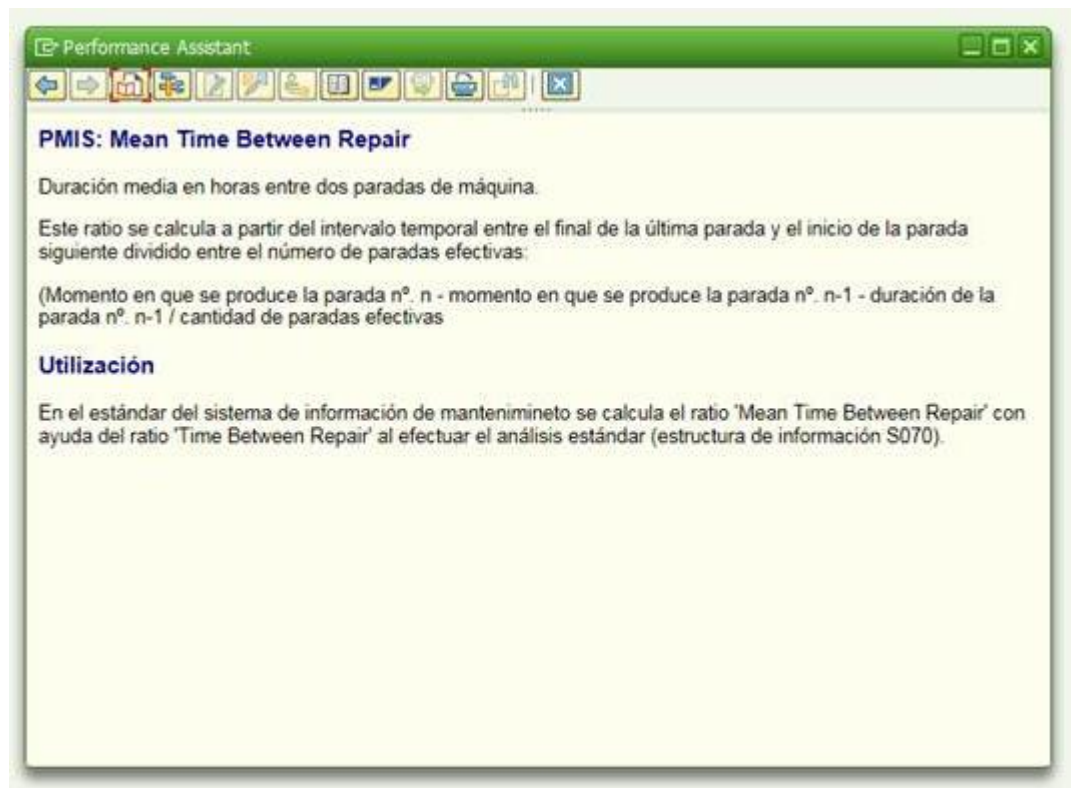 Performance Assistant
PMIS: Mean Time Between Repair
Duración media en horas entre dos paradas de máquina.
Este ratio se calcula a partir del intervalo temporal entre el final de la última parada y el inicio de la parada
siguiente dividido entre el número de paradas efectivas:
(Momento en que se produce la parada nº. n - momento en que se produce la parada nº. n-1 - duración de la
parada nº. n-1 / cantidad de paradas efectivas
Utilización
En el estándar del sistema de información de mantenimineto se calcula el ratio 'Mean Time Between Repair' con
ayuda del ratio 'Time Between Repair' al efectuar el análisis estándar (estructura de información S070).